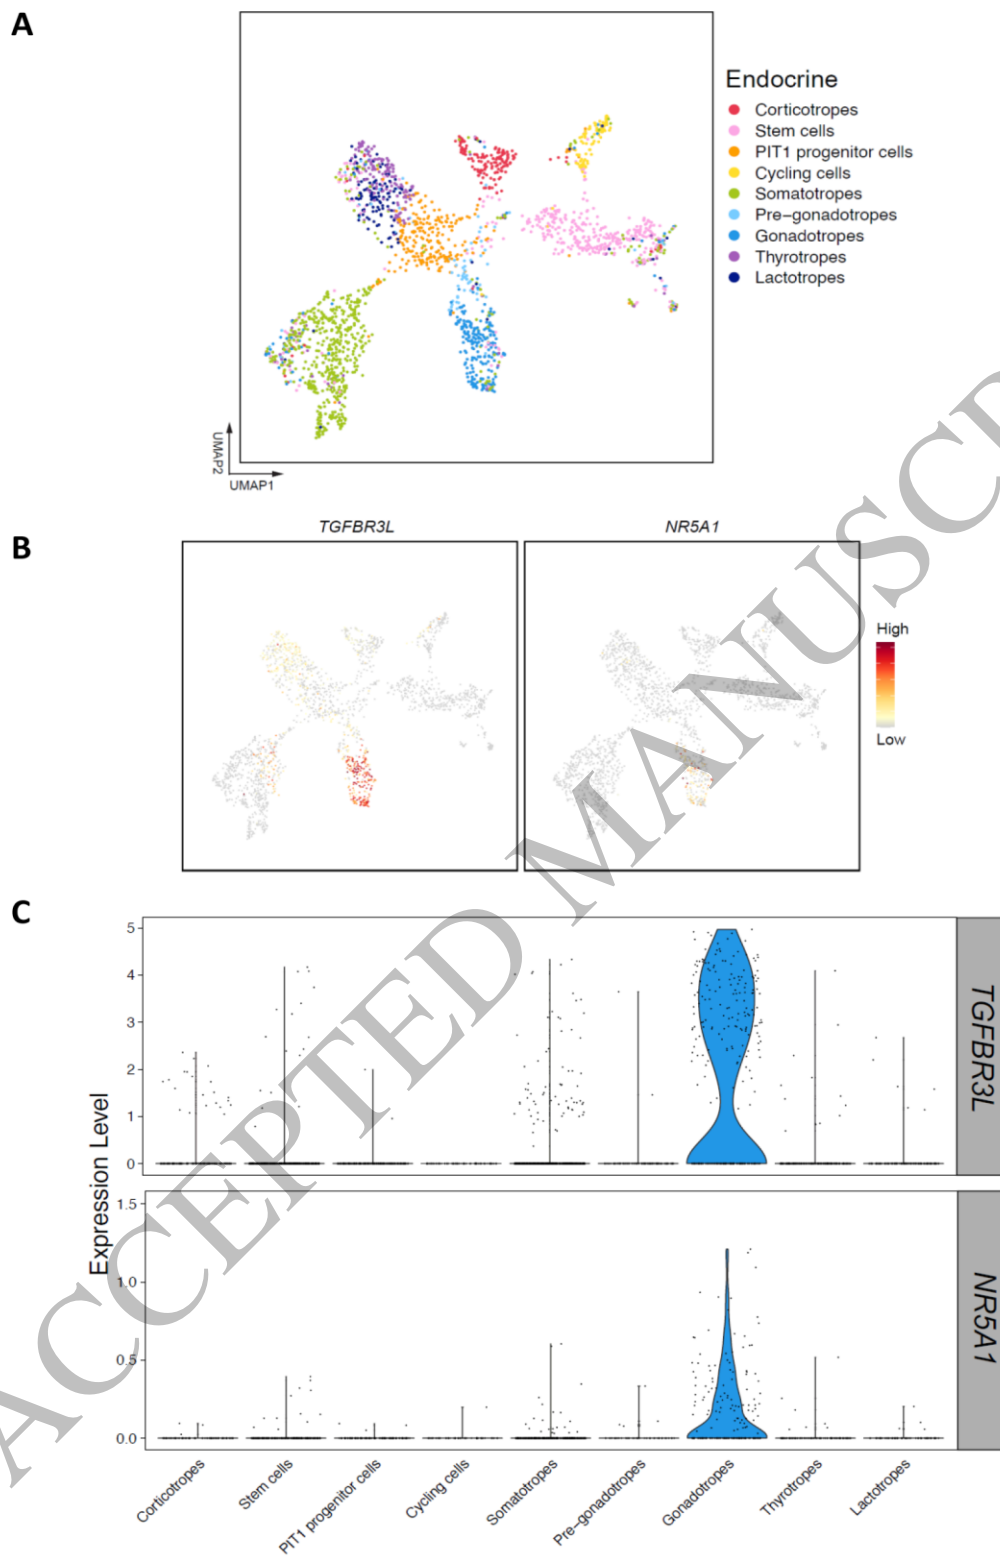 A
Endocrine
Corticotropes
Stem cells
PIT1 progenitor cells
Cycling cells
Somatotropes
Pre−gonadotropes
Gonadotropes
Thyrotropes
Lactotropes
UMAP2
UMAP1
B
TGFBR3L
NR5A1
High
Low
C
Expression Level
5
4
3
2
1
0
TGFBR3L
1.5
1.0
0.5
0.0
NR5A1
Corticotropes
Stem cells
PIT1 progenitor cells
Cycling cells
Somatotropes
Pre−gonadotropes
Gonadotropes
Thyrotropes
Lactotropes
ACCEPTED MANUSC